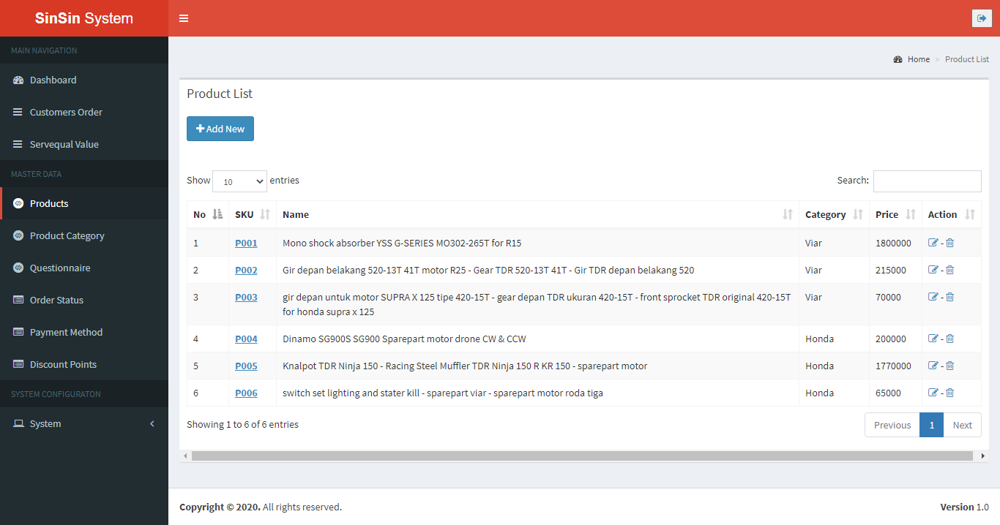 SinSin System
MAIN NAVIGATION
Dashboard
Customers Order
Servequal Value
MASTER DATA
Products
Product Category
Questionnaire
Order Status
Payment Method
Discount Points
SYSTEM CONFIGURATON
System
Home > Product List
Product List
Add New
Show 10 entries
Search:
No SKU Name Category Price Action
1 P001 Mono shock absorber YSS G-SERIES MO302-265T for R15 Viar 1800000 -
2 P002 Gir depan belakang 520-13T 41T motor R25 - Gear TDR 520-13T 41T - Gir TDR depan belakang 520 Viar 215000 -
3 P003 gir depan untuk motor SUPRA X 125 tipe 420-15T - gear depan TDR ukuran 420-15T - front sprocket TDR original 420-15T Viar 70000 -
for honda supra x 125
4 P004 Dinamo SG900S SG900 Sparepart motor drone CW & CCW Honda 200000 -
5 P005 Knalpot TDR Ninja 150 - Racing Steel Muffler TDR Ninja 150 R KR 150 - sparepart motor Honda 1770000 -
6 P006 switch set lighting and stater kill - sparepart viar - sparepart motor roda tiga Honda 65000 -
Showing 1 to 6 of 6 entries
Previous 1 Next
Copyright © 2020. All rights reserved.
Version 1.0